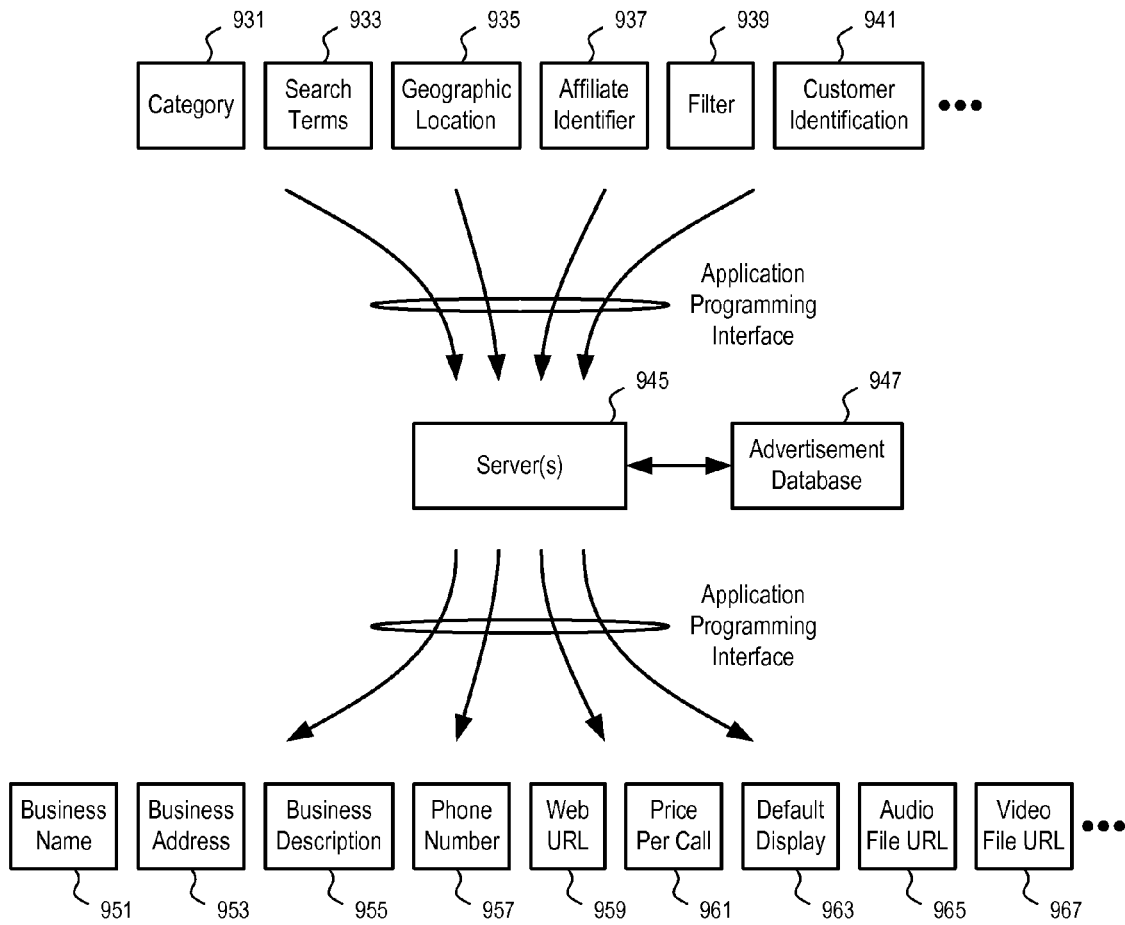 931 933 935 937 939 941
Category
Search
Terms
Geographic
Location
Affiliate
Identifier
Filter
Customer
Identification
Application
Programming
Interface
945
947
Server(s)
Advertisement
Database
Application
Programming
Interface
Business
Name
Business
Address
Business
Description
Phone
Number
Web
URL
Price
Per Call
Default
Display
Audio
File URL
Video
File URL
951 953 955 957 959 961 963 965 967